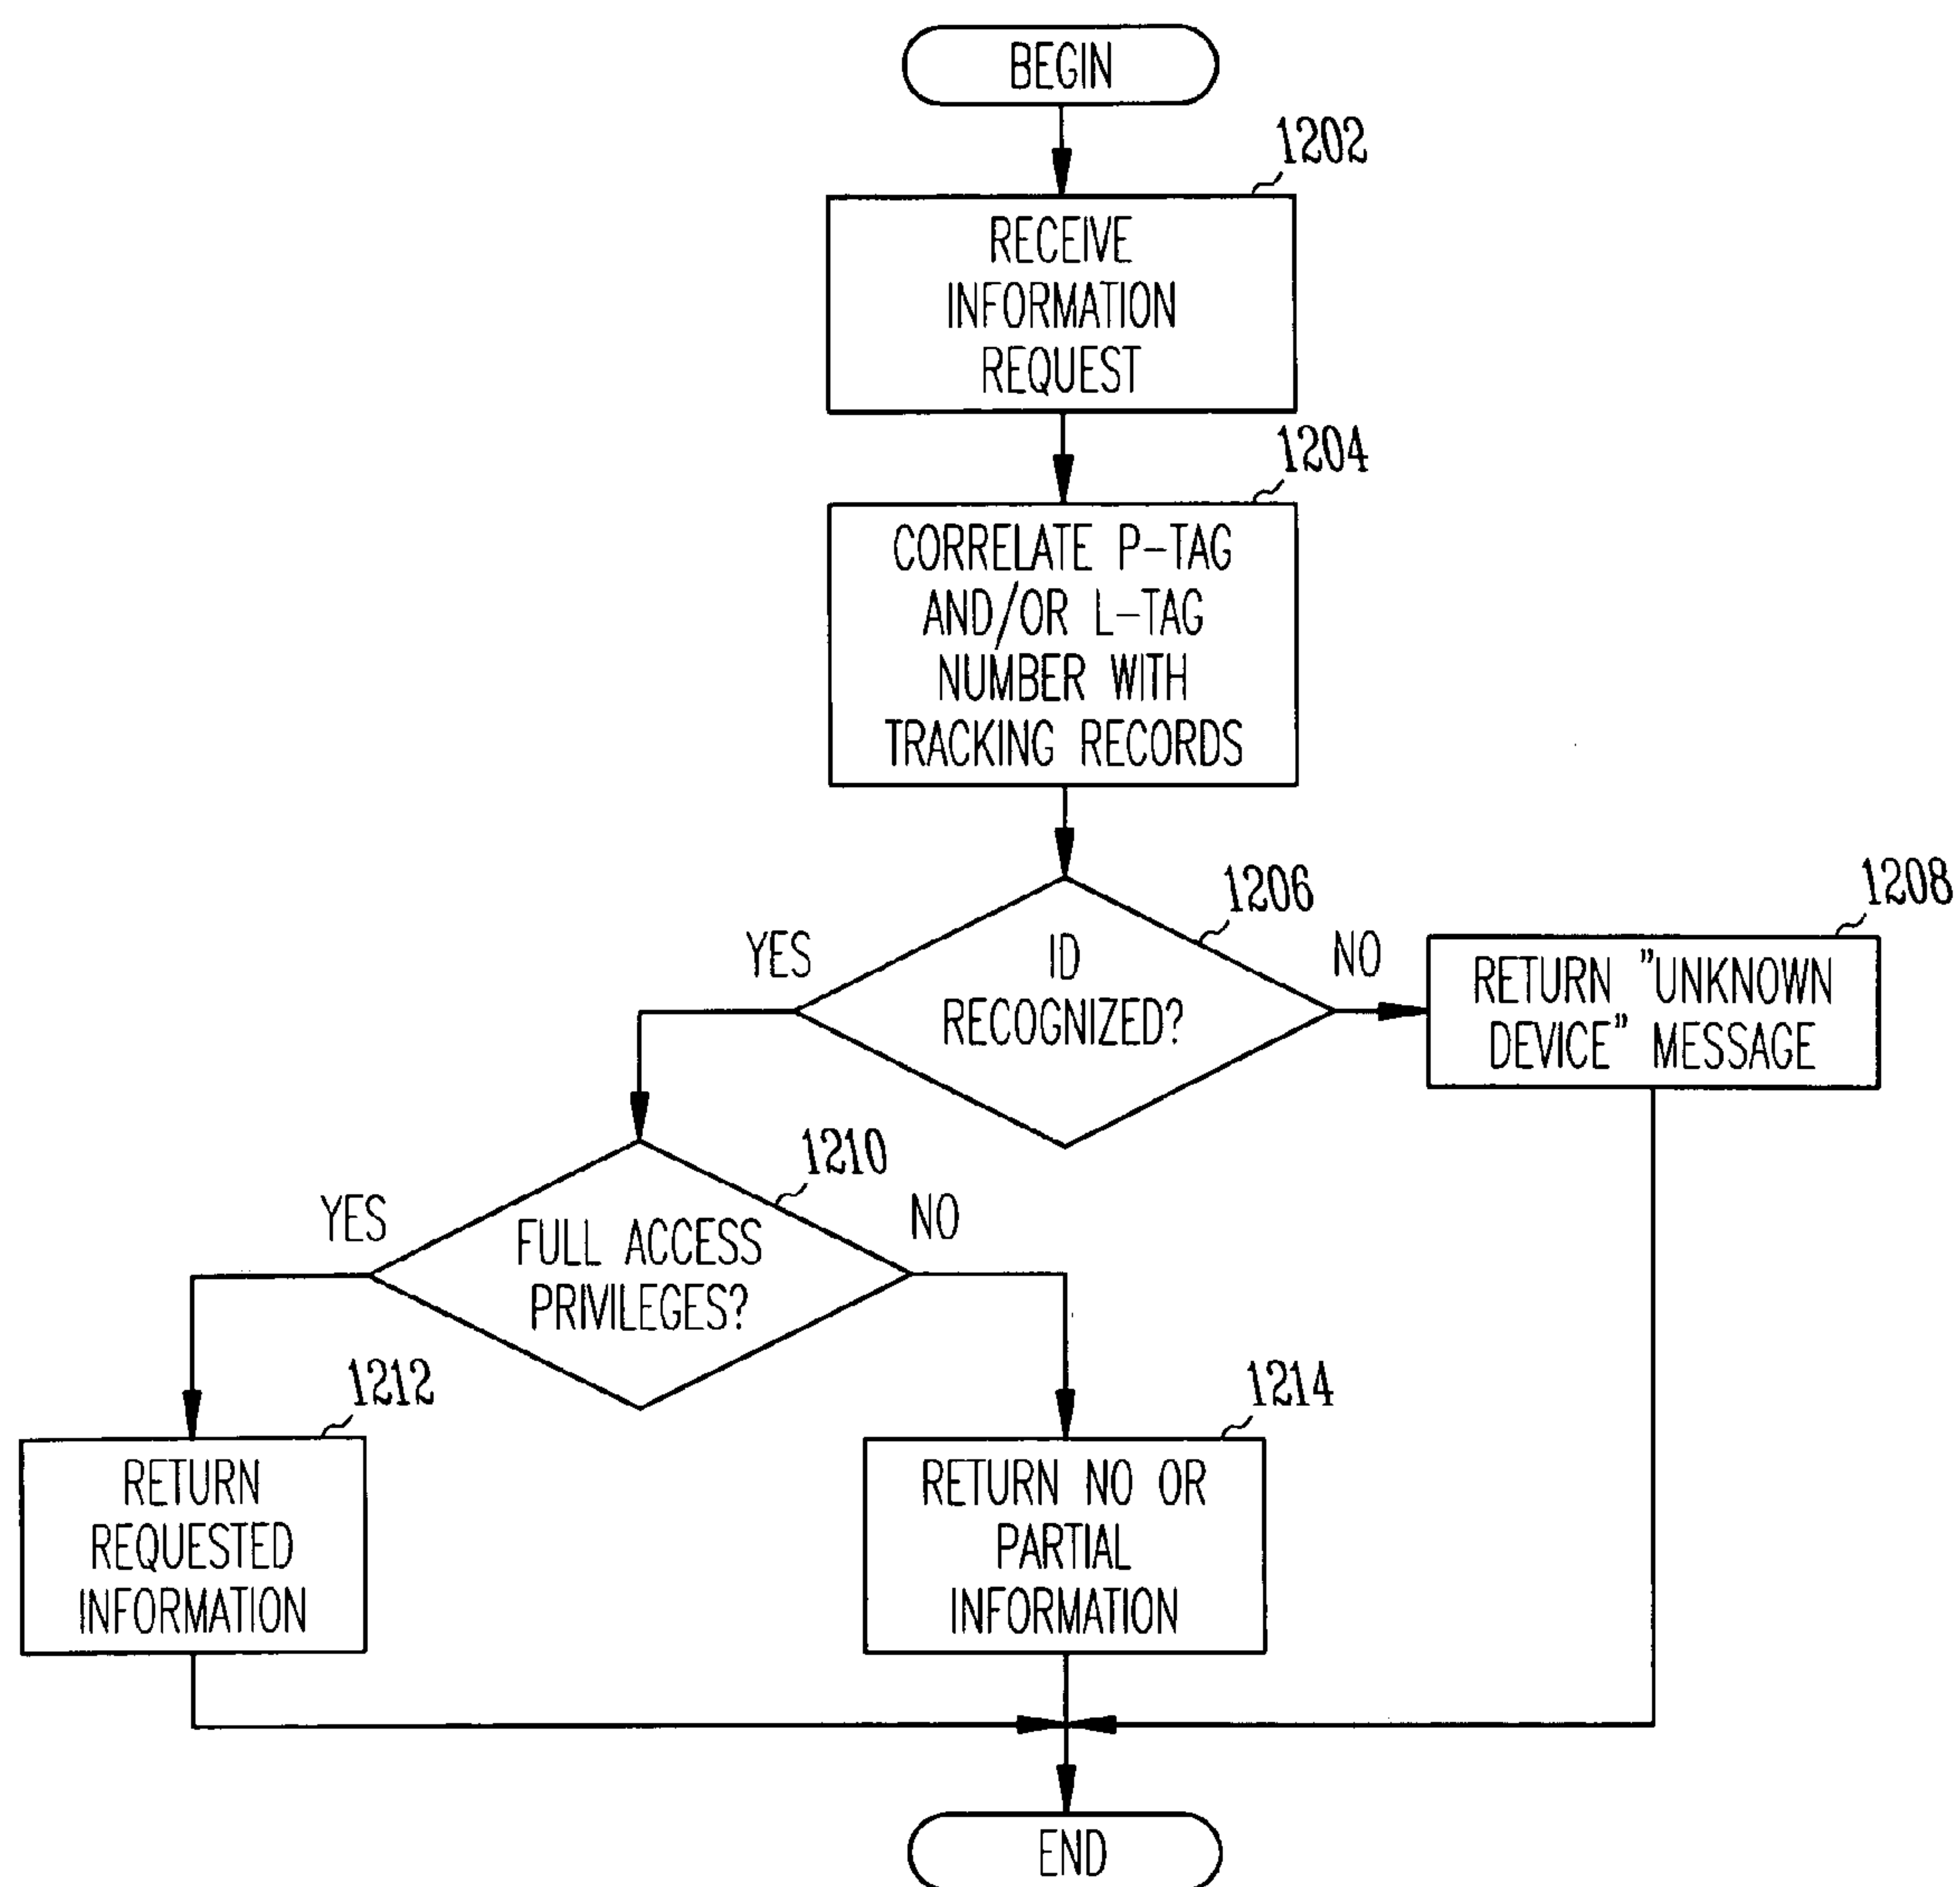 BEGIN
1202
RECEIVE
INFORMATION
REQUEST
1204
CORRELATE P-TAG
AND/OR L-TAG
NUMBER WITH
TRACKING RECORDS
1206
1208
YES
ID
RECOGNIZED?
NO
RETURN "UNKNOWN
DEVICE" MESSAGE
1210
YES
FULL ACCESS
PRIVILEGES?
NO
1212
1214
RETURN
REQUESTED
INFORMATION
RETURN NO OR
PARTIAL
INFORMATION
END